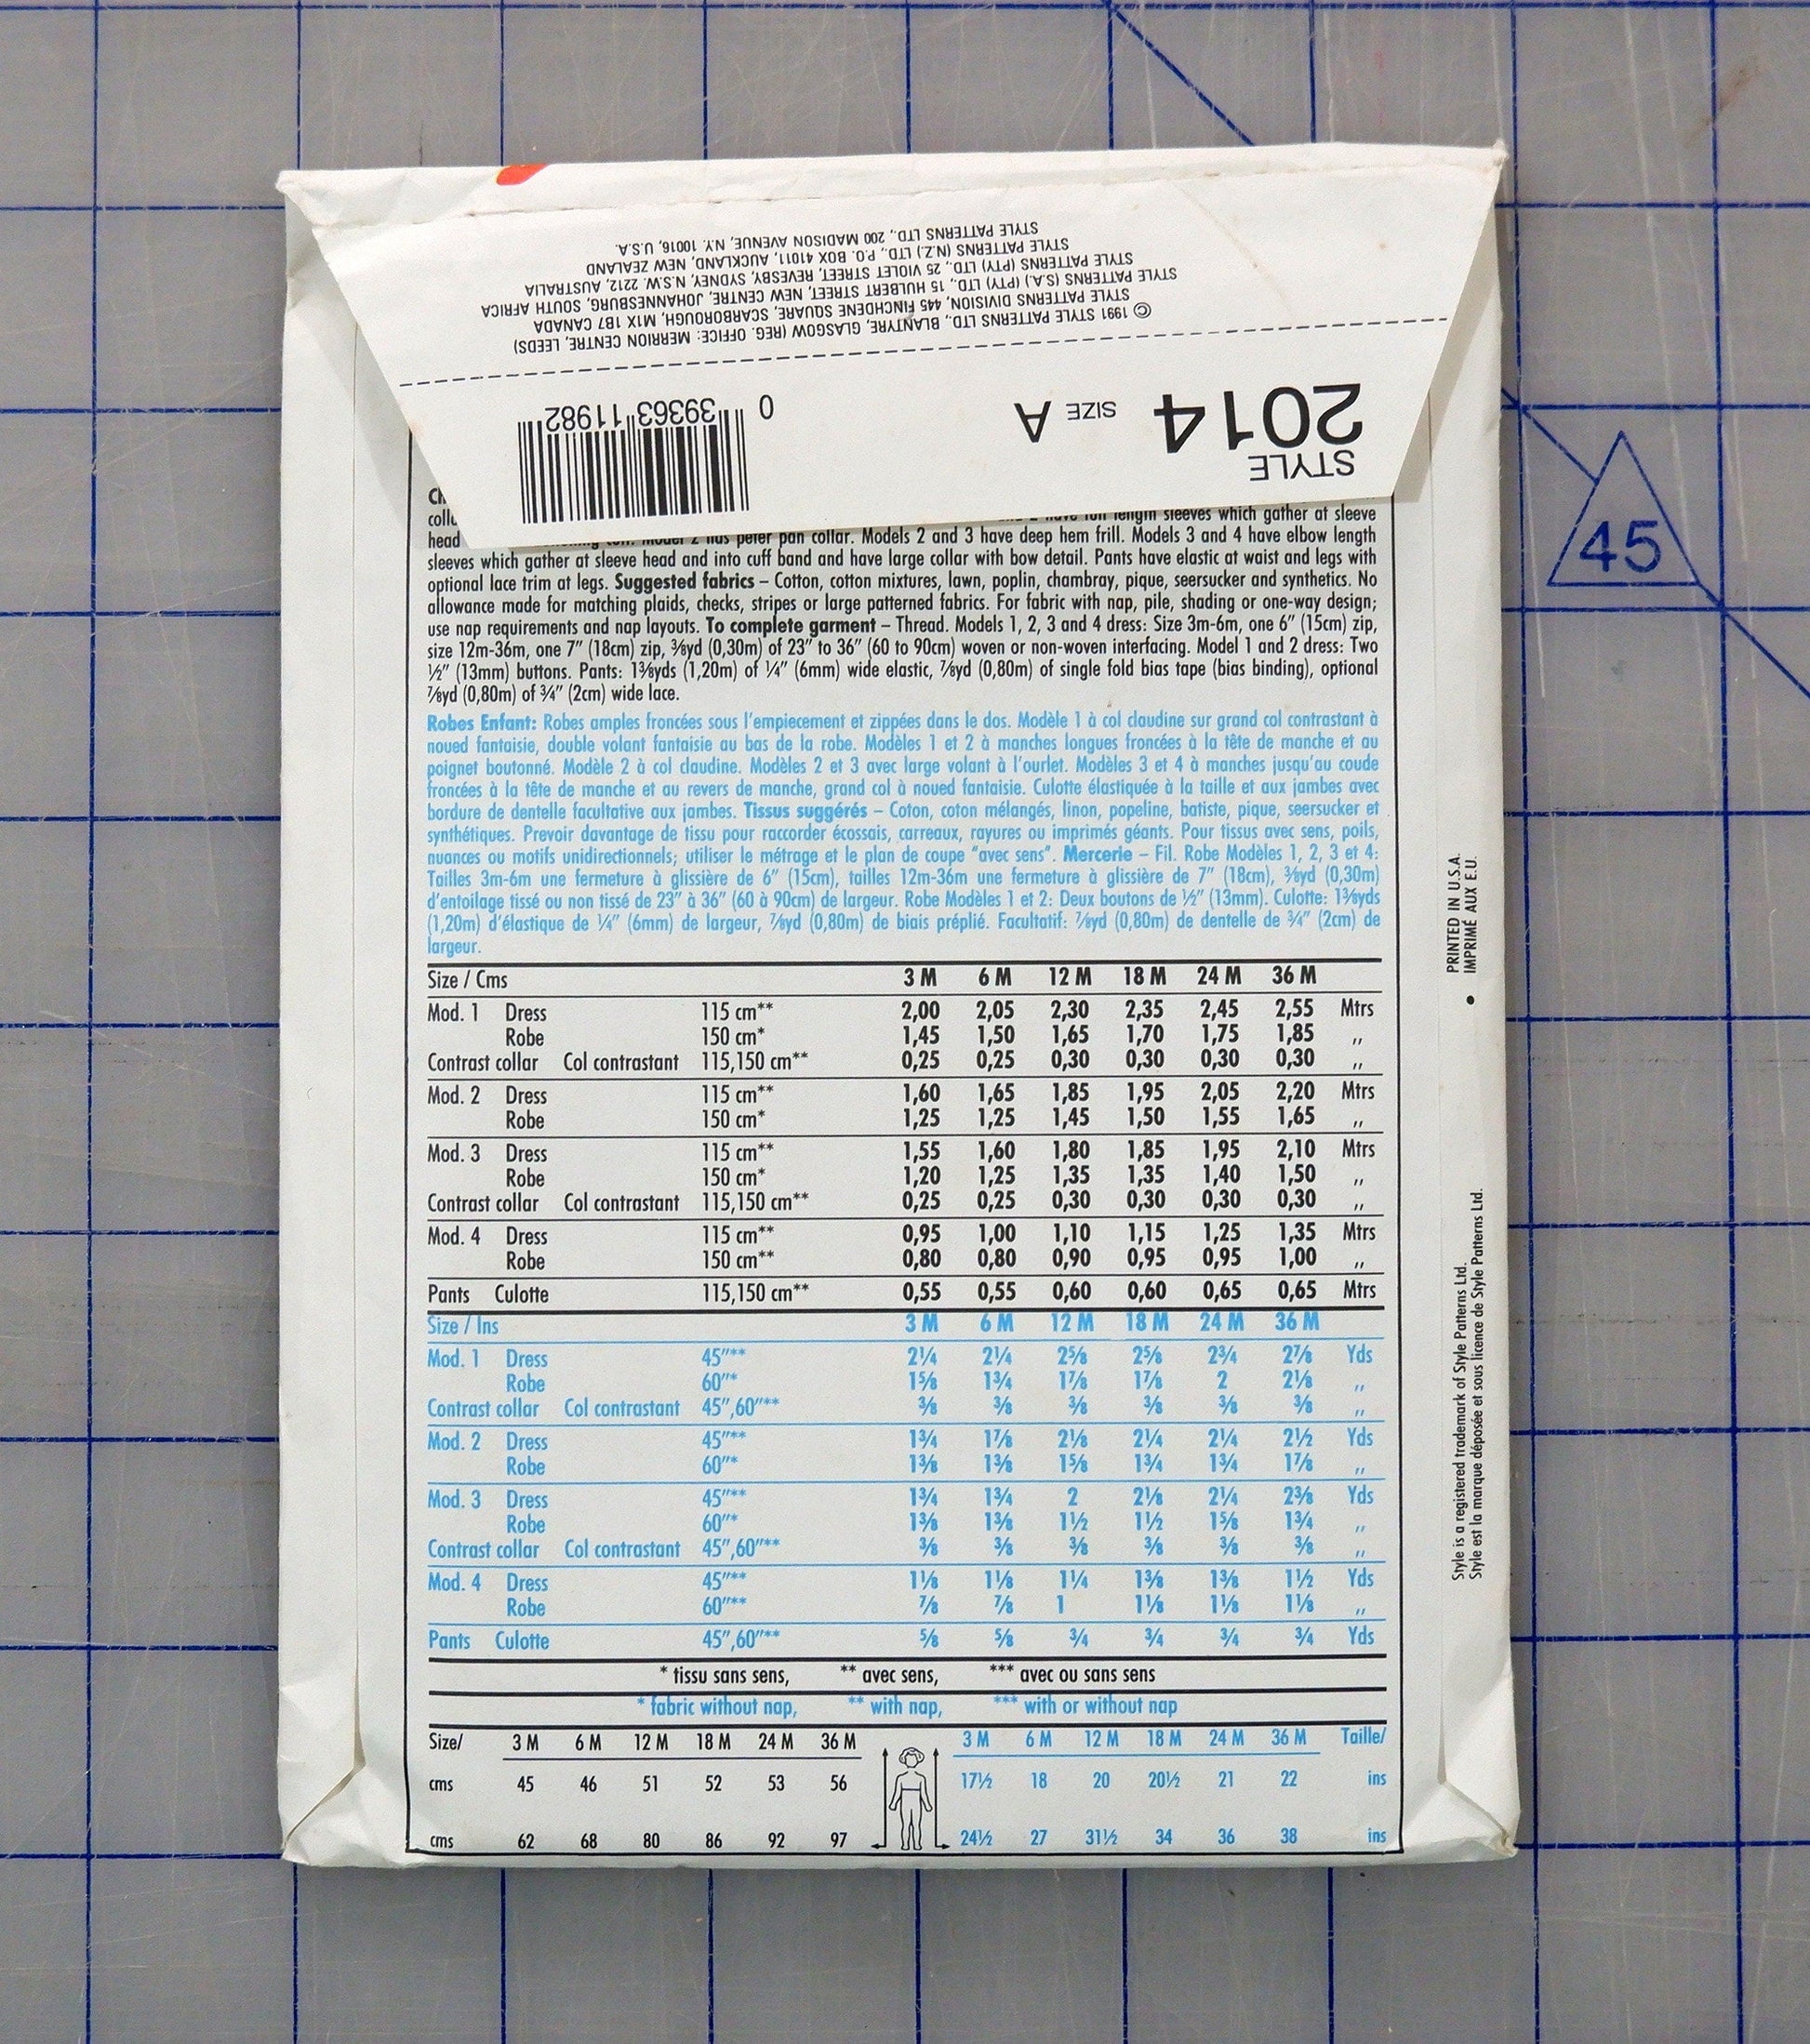 STYLE PATTERNS LTD., 200 MADISON AVENUE, N.Y. 10016, U.S.A.
STYLE PATTERNS (N.Z.) LTD., P.O. BOX 41011, AUCKLAND, NEW ZEALAND
STYLE PATTERNS (PTY) LTD., 25 VIOLET STREET, REVESBY, SYDNEY, N.S.W. 2212, AUSTRALIA
STYLE PATTERNS (S.A.) (PTY) LTD., 15 HULBERT STREET, NEW CENTRE, JOHANNESBURG, SOUTH AFRICA
STYLE PATTERNS DIVISION, 445 FINCHDENE SQUARE, SCARBOROUGH, M1X 1B7 CANADA
© 1991 STYLE PATTERNS LTD., BLANTYRE, GLASGOW (REG. OFFICE: MERRION CENTRE, LEEDS)
STYLE
2014 SIZE A
0 39363 11982
full length sleeves which gather at sleeve
head peter pan collar. Models 2 and 3 have deep hem frill. Models 3 and 4 have elbow length
sleeves which gather at sleeve head and into cuff band and have large collar with bow detail. Pants have elastic at waist and legs with
optional lace trim at legs. Suggested fabrics – Cotton, cotton mixtures, lawn, poplin, chambray, pique, seersucker and synthetics. No
allowance made for matching plaids, checks, stripes or large patterned fabrics. For fabric with nap, pile, shading or one-way design;
use nap requirements and nap layouts. To complete garment – Thread. Models 1, 2, 3 and 4 dress: Size 3m-6m, one 6" (15cm) zip,
size 12m-36m, one 7" (18cm) zip, ⅜yd (0,30m) of 23" to 36" (60 to 90cm) woven or non-woven interfacing. Model 1 and 2 dress: Two
½" (13mm) buttons. Pants: 1⅜yds (1,20m) of ¼" (6mm) wide elastic, ⅞yd (0,80m) of single fold bias tape (bias binding), optional
⅞yd (0,80m) of ¾" (2cm) wide lace.
Robes Enfant: Robes amples froncées sous l'empiecement et zippées dans le dos. Modèle 1 à col claudine sur grand col contrastant à
noued fantaisie, double volant fantaisie au bas de la robe. Modèles 1 et 2 à manches longues froncées à la tête de manche et au
poignet boutonné. Modèle 2 à col claudine. Modèles 2 et 3 avec large volant à l'ourlet. Modèles 3 et 4 à manches jusqu'au coude
froncées à la tête de manche et au revers de manche, grand col à noued fantaisie. Culotte élastiquée à la taille et aux jambes avec
bordure de dentelle facultative aux jambes. Tissus suggérés – Coton, coton mélangés, linon, popeline, batiste, pique, seersucker et
synthétiques. Prevoir davantage de tissu pour raccorder écossais, carreaux, rayures ou imprimés géants. Pour tissus avec sens, poils,
nuances ou motifs unidirectionnels; utiliser le métrage et le plan de coupe "avec sens". Mercerie – Fil. Robe Modèles 1, 2, 3 et 4:
Tailles 3m-6m une fermeture à glissière de 6" (15cm), tailles 12m-36m une fermeture à glissière de 7" (18cm), ⅜yd (0,30m)
d'entoilage tissé ou non tissé de 23" à 36" (60 à 90cm) de largeur. Robe Modèles 1 et 2: Deux boutons de ½" (13mm). Culotte: 1⅜yds
(1,20m) d'élastique de ¼" (6mm) de largeur, ⅞yd (0,80m) de biais préplié. Facultatif: ⅞yd (0,80m) de dentelle de ¾" (2cm) de
largeur.
Size / Cms 3 M 6 M 12 M 18 M 24 M 36 M
Mod. 1 Dress 115 cm** 2,00 2,05 2,30 2,35 2,45 2,55 Mtrs
Robe 150 cm* 1,45 1,50 1,65 1,70 1,75 1,85 ,,
Contrast collar Col contrastant 115,150 cm** 0,25 0,25 0,30 0,30 0,30 0,30 ,,
Mod. 2 Dress 115 cm** 1,60 1,65 1,85 1,95 2,05 2,20 Mtrs
Robe 150 cm* 1,25 1,25 1,45 1,50 1,55 1,65 ,,
Mod. 3 Dress 115 cm** 1,55 1,60 1,80 1,85 1,95 2,10 Mtrs
Robe 150 cm* 1,20 1,25 1,35 1,35 1,40 1,50 ,,
Contrast collar Col contrastant 115,150 cm** 0,25 0,25 0,30 0,30 0,30 0,30 ,,
Mod. 4 Dress 115 cm** 0,95 1,00 1,10 1,15 1,25 1,35 Mtrs
Robe 150 cm** 0,80 0,80 0,90 0,95 0,95 1,00 ,,
Pants Culotte 115,150 cm** 0,55 0,55 0,60 0,60 0,65 0,65 Mtrs
Size / Ins 3 M 6 M 12 M 18 M 24 M 36 M
Mod. 1 Dress 45"** 2¼ 2¼ 2⅝ 2⅝ 2¾ 2⅞ Yds
Robe 60"* 1⅝ 1¾ 1⅞ 1⅞ 2 2⅛ ,,
Contrast collar Col contrastant 45",60"** ⅜ ⅜ ⅜ ⅜ ⅜ ⅜ ,,
Mod. 2 Dress 45"** 1¾ 1⅞ 2⅛ 2¼ 2¼ 2½ Yds
Robe 60"* 1⅜ 1⅜ 1⅝ 1¾ 1¾ 1⅞ ,,
Mod. 3 Dress 45"** 1¾ 1¾ 2 2⅛ 2¼ 2⅜ Yds
Robe 60"* 1⅜ 1⅜ 1½ 1½ 1⅝ 1¾ ,,
Contrast collar Col contrastant 45",60"** ⅜ ⅜ ⅜ ⅜ ⅜ ⅜ ,,
Mod. 4 Dress 45"** 1⅛ 1⅛ 1¼ 1⅜ 1⅜ 1½ Yds
Robe 60"** ⅞ ⅞ 1 1⅛ 1⅛ 1⅛ ,,
Pants Culotte 45",60"** ⅝ ⅝ ¾ ¾ ¾ ¾ Yds
* tissu sans sens, ** avec sens, *** avec ou sans sens
* fabric without nap, ** with nap, *** with or without nap
Size/ 3 M 6 M 12 M 18 M 24 M 36 M 3 M 6 M 12 M 18 M 24 M 36 M Taille/
cms 45 46 51 52 53 56 17½ 18 20 20½ 21 22 ins
cms 62 68 80 86 92 97 24½ 27 31½ 34 36 38 ins
PRINTED IN U.S.A.
IMPRIMÉ AUX E.U.
Style is a registered trademark of Style Patterns Ltd.
Style est la marque déposée et sous licence de Style Patterns Ltd.
45